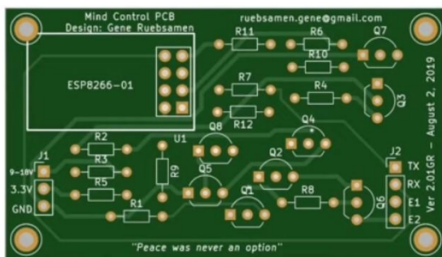 Mind Control PCB
Design: Gene Ruebsamen
ruebsamen.gene@gmail.com
R11
R6
Q7
R10
ESP8266-01
R7
R4
Q3
R12
U1
Q8
Q4
R2
J1
9-18V
R3
R9
Q5
Q2
J2
TX
3.3V
R5
RX
R8
Q6
E1
GND
R1
Q1
E2
"Peace was never an option"
Ver 2.01GR - August 2, 2019